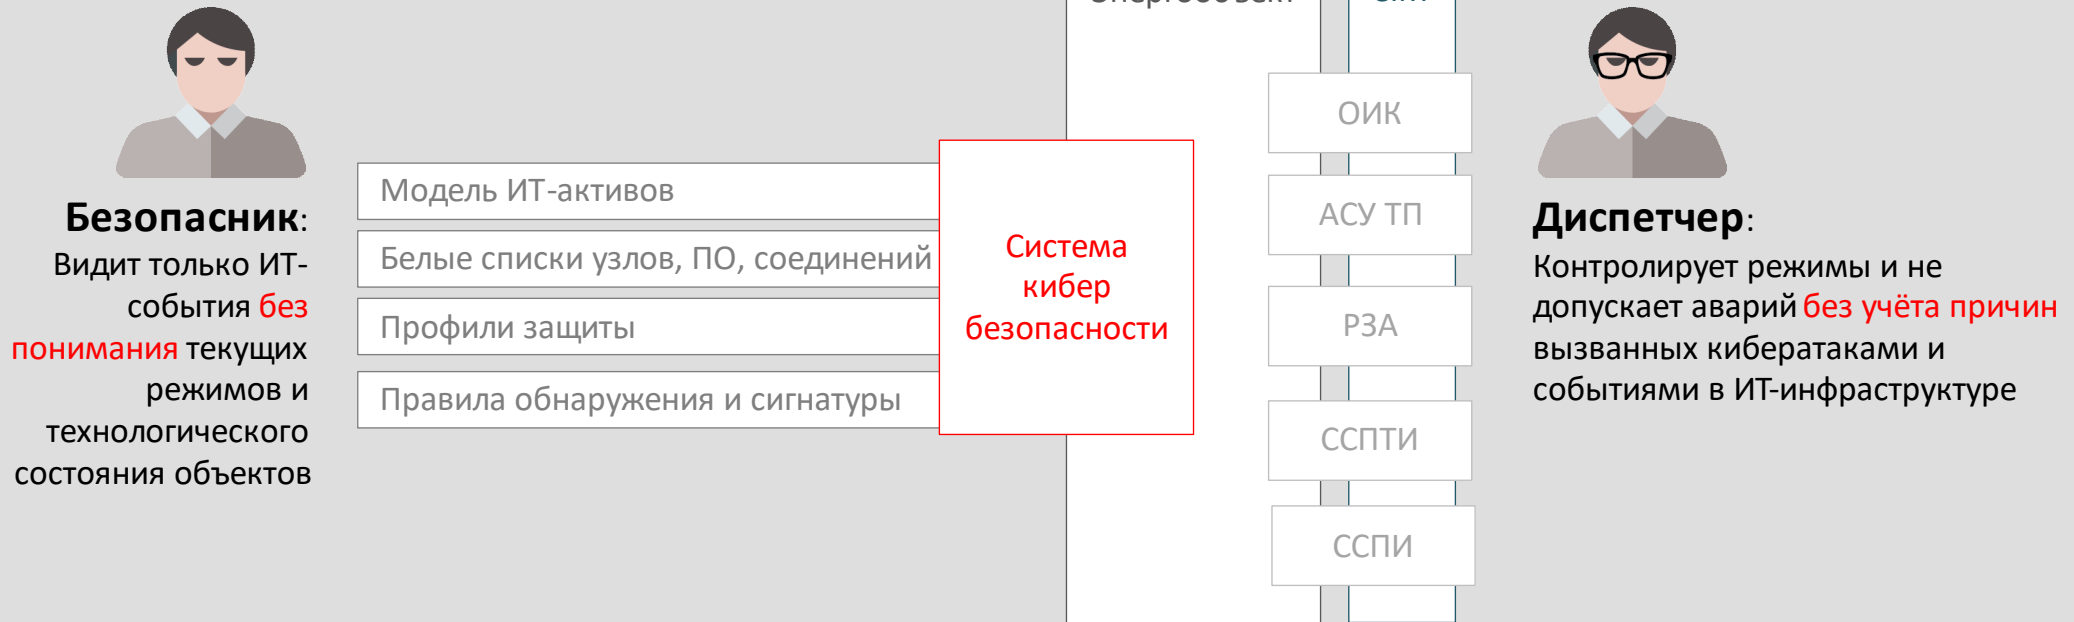 Безопасник:
Видит только ИТ-
события без
понимания текущих
режимов и
технологического
состояния объектов
Модель ИТ-активов
Белые списки узлов, ПО, соединений
Профили защиты
Правила обнаружения и сигнатуры
Система
кибер
безопасности
Энергообъект
ОИК
АСУ ТП
РЗА
ССПТИ
ССПИ
Диспетчер:
Контролирует режимы и не
допускает аварий без учёта причин
вызванных кибератаками и
событиями в ИТ-инфраструктуре